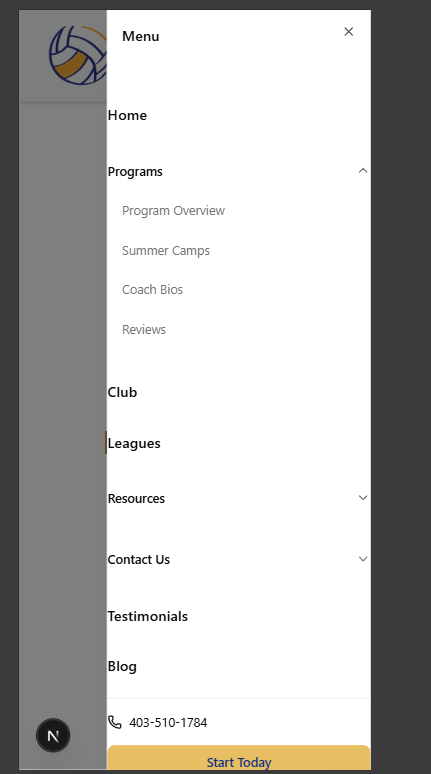 Menu
Home
Programs
Program Overview
Summer Camps
Coach Bios
Reviews
Club
Leagues
Resources
Contact Us
Testimonials
Blog
403-510-1784
N
Start Today